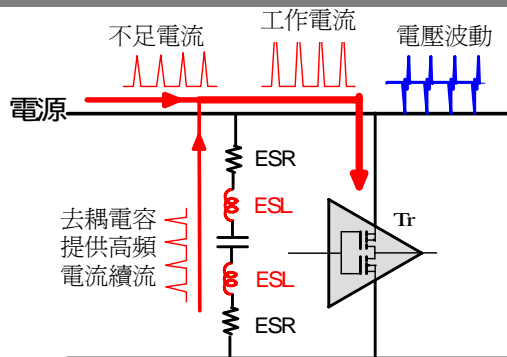 不足電流
工作電流
電壓波動
電源
ESR
ESL
Tr
去耦電容
提供高頻
電流續流
ESL
ESR